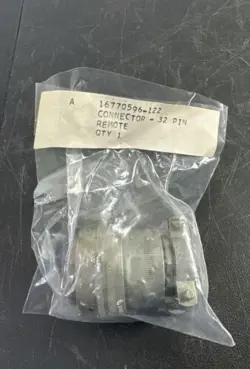 A 16770596-122
CONNECTOR - 32 PIN
REMOTE
QTY 1